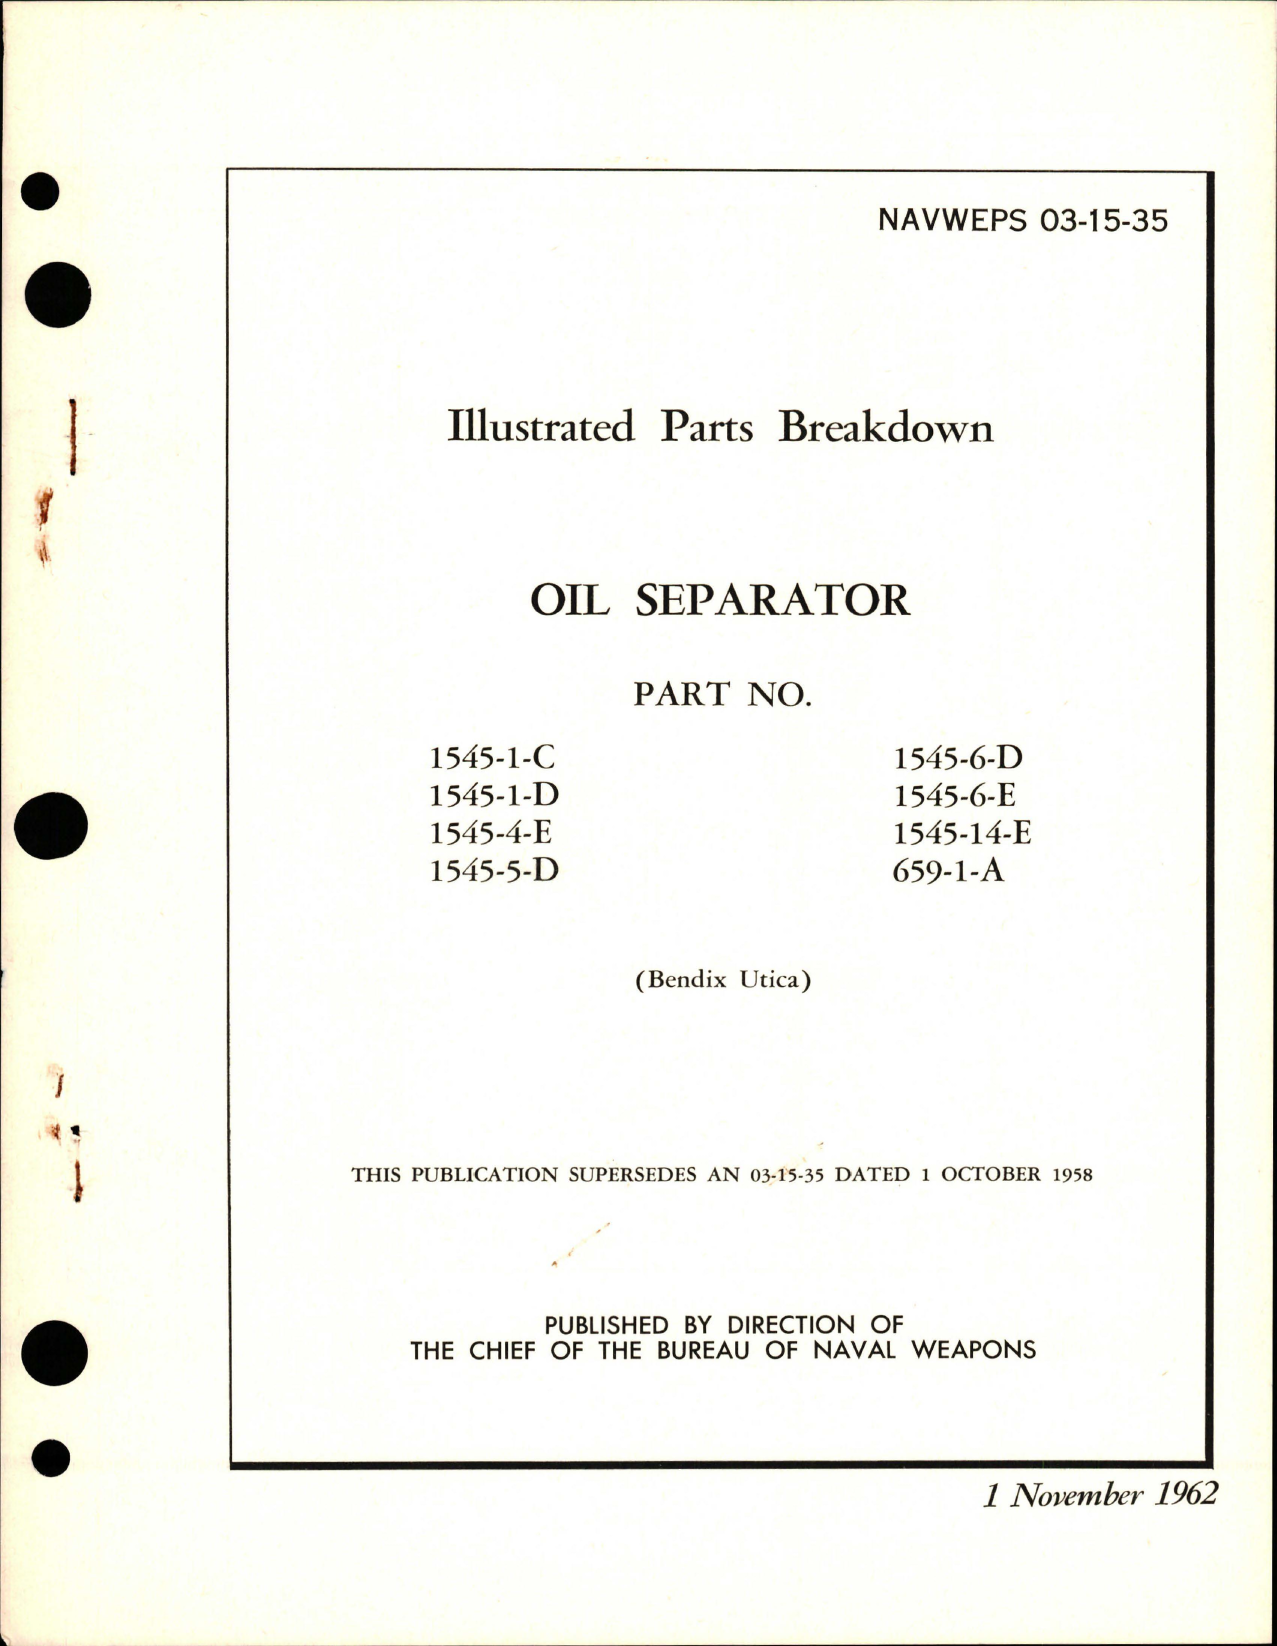 NAVWEPS 03-15-35
Illustrated Parts Breakdown
OIL SEPARATOR
PART NO.
1545-1-C 1545-6-D
1545-1-D 1545-6-E
1545-4-E 1545-14-E
1545-5-D 659-1-A
(Bendix Utica)
THIS PUBLICATION SUPERSEDES AN 03-15-35 DATED 1 OCTOBER 1958
PUBLISHED BY DIRECTION OF
THE CHIEF OF THE BUREAU OF NAVAL WEAPONS
1 November 1962